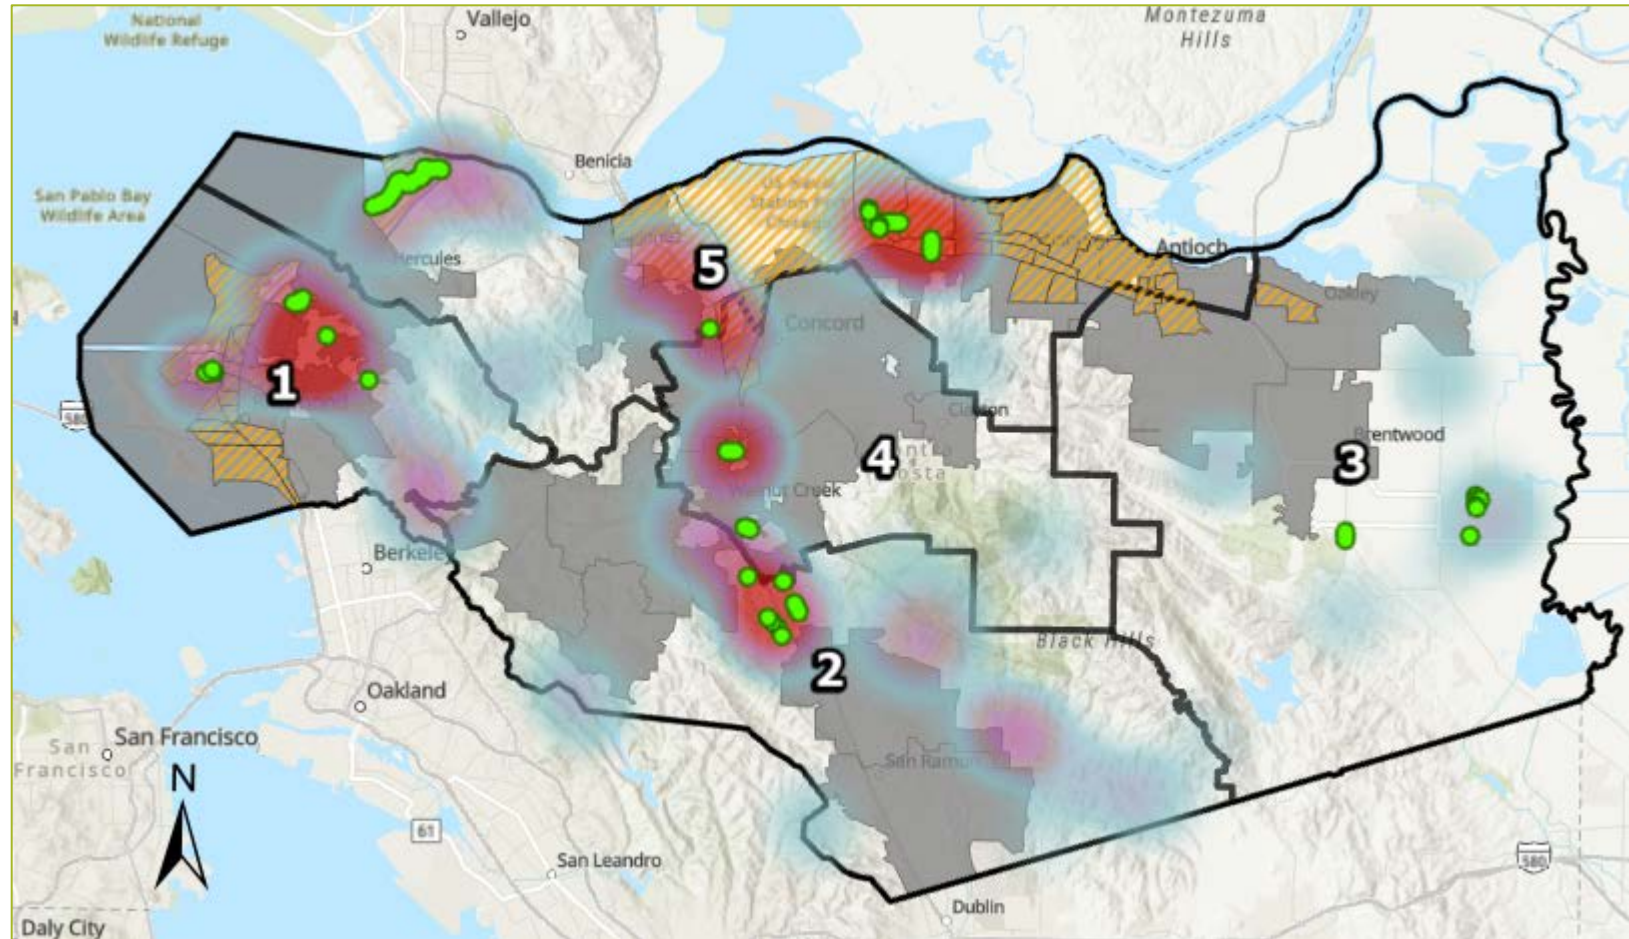 National
Wildlife Refuge
Vallejo
Montezuma
Hills
Benicia
San Pablo Bay
Wildlife Area
Station
Hercules
5
Antioch
Oakley
Concord
1
Clayton
4
3
Brentwood
Walnut Creek
Berkeley
580
Black Hills
2
Oakland
San Francisco
San
Francisco
N
San Ramon
61
San Leandro
580
Dublin
Daly City